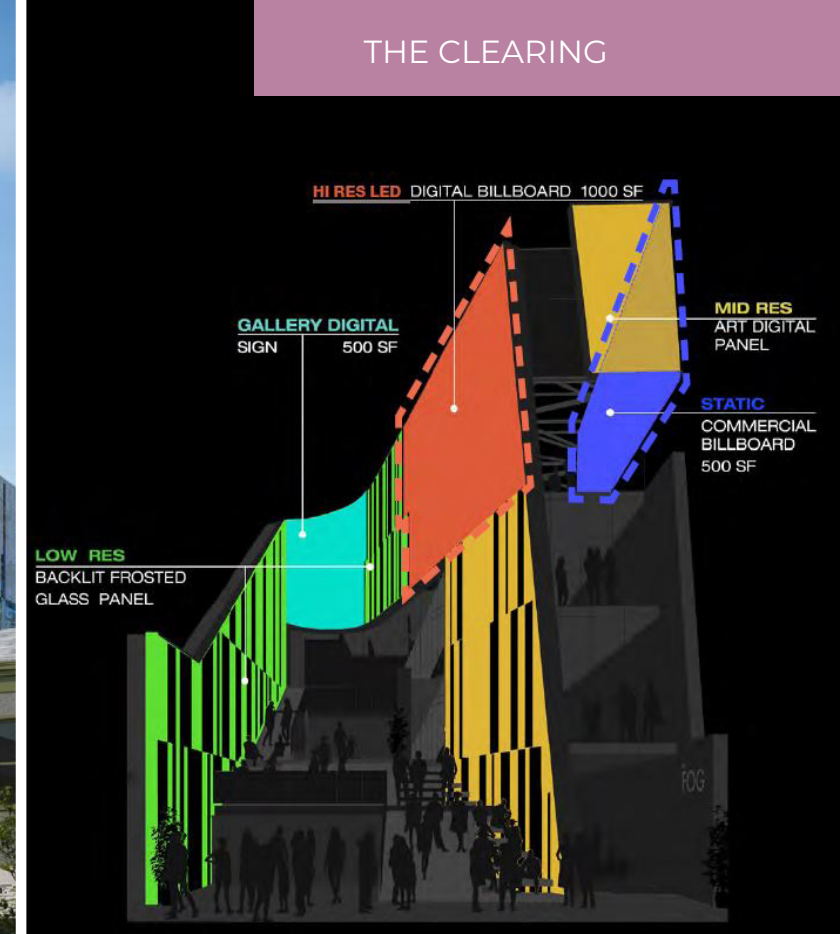 THE CLEARING
HI RES LED DIGITAL BILLBOARD 1000 SF
GALLERY DIGITAL
SIGN 500 SF
MID RES
ART DIGITAL
PANEL
STATIC
COMMERCIAL
BILLBOARD
500 SF
LOW RES
BACKLIT FROSTED
GLASS PANEL
FOG